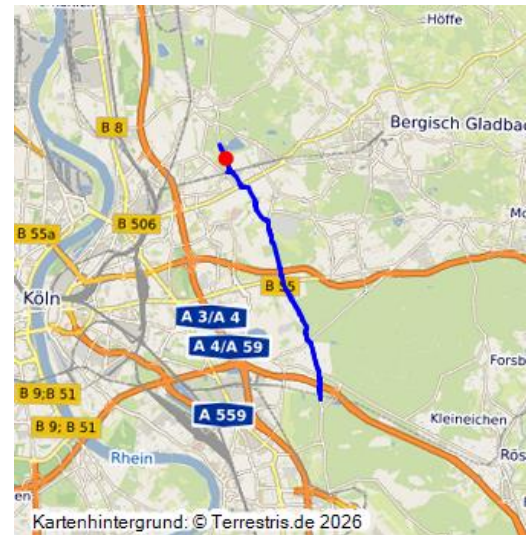 Höffe
B 8
Bergisch Gladba
B 506
B 55a
Mo
B 55
Köln
A 3/A 4
A 4/A 59
Forsb
B 9;B 51
A 559
Kleineichen
B 9; B 51
Rös
Rhein
Kartenhintergrund: © Terrestris.de 2026